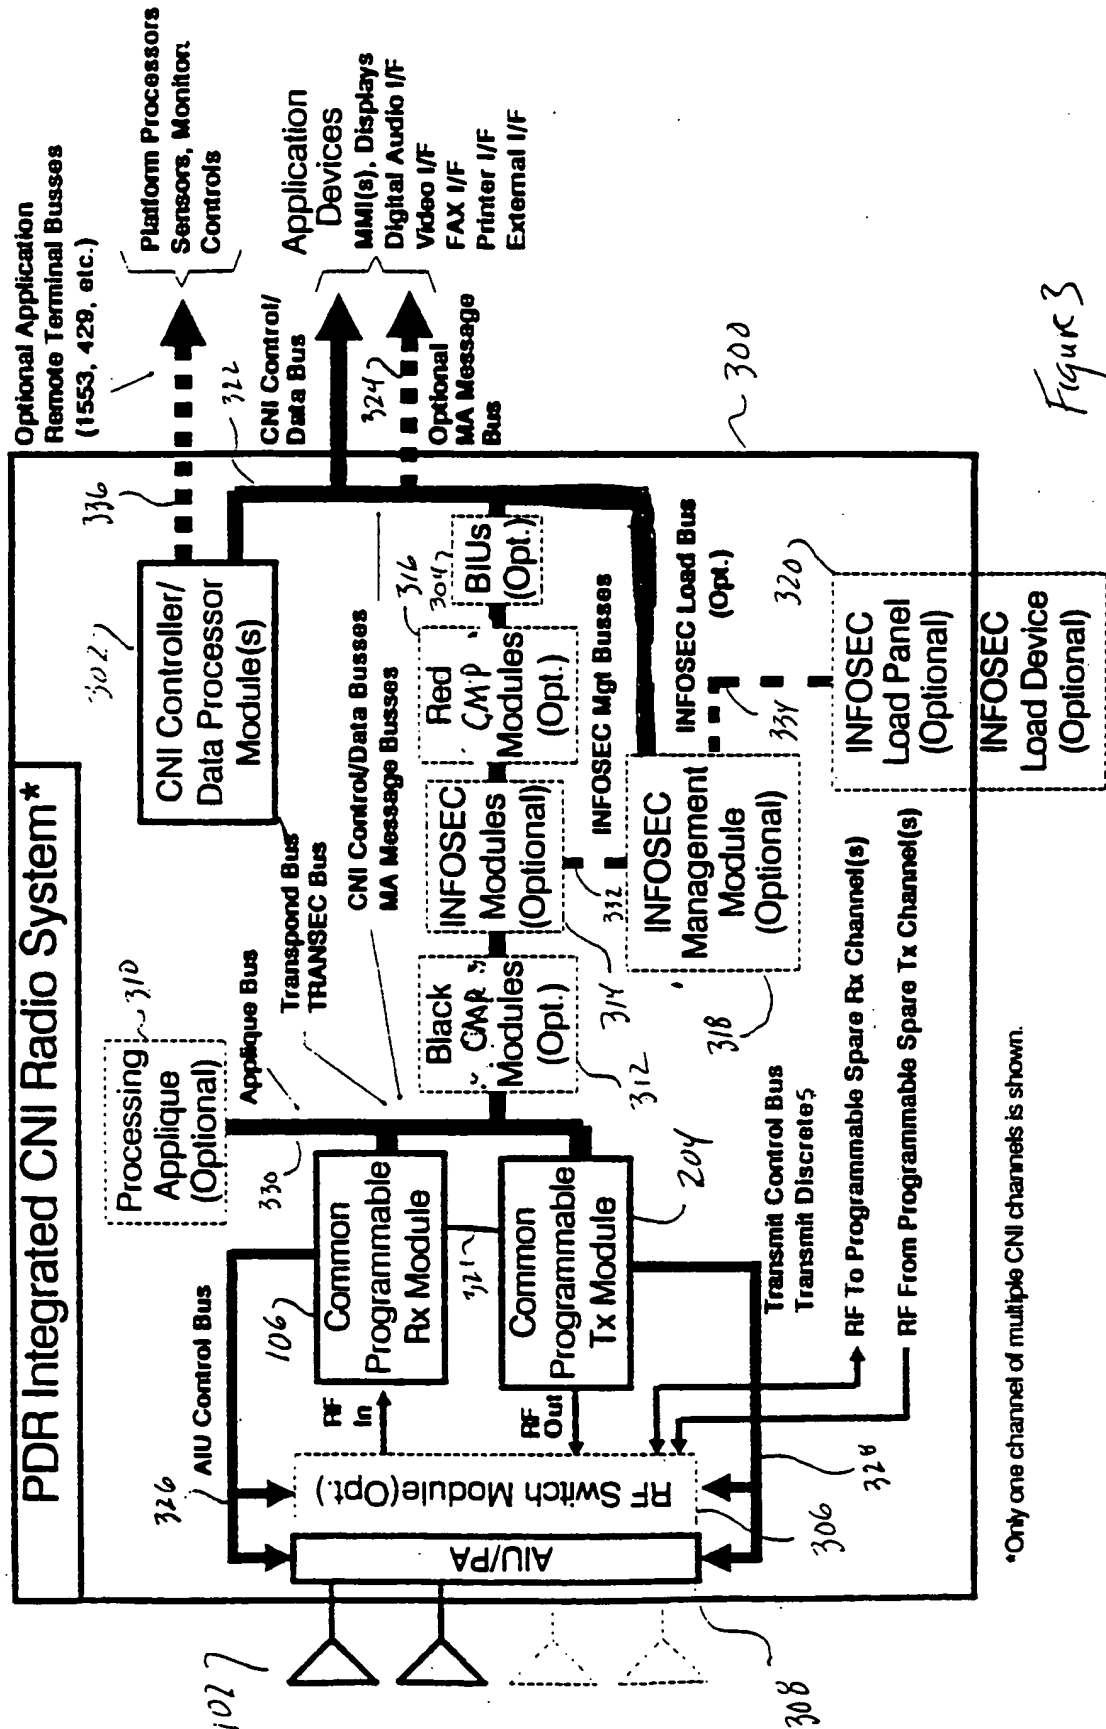 PDR Integrated CNI Radio System*
Optional Application
Remote Terminal Busses
(1553, 429, etc.)
Platform Processors
Sensors, Moniton
Controls
336
322
302
CNI Controller/
Data Processor
Module(s)
CNI Control/
Data Bus
324
Optional
MA Message
Bus
Application
Devices
MMI(s), Displays
Digital Audio I/F
Video I/F
FAX I/F
Printer I/F
External I/F
Processing
Applique
(Optional)
310
Applique Bus
330
Transpond Bus
TRANSEC Bus
CNI Control/Data Busses
MA Message Busses
326
AIU Control Bus
106
Common
Programmable
Rx Module
RF
In
321
Common
Programmable
Tx Module
204
RF
Out
Black
CMP
Modules
(Opt.)
312
INFOSEC
Modules
(Optional)
314
Red
CMP
Modules
(Opt.)
316
BIUs
(Opt.)
304
332
INFOSEC Mgt Busses
INFOSEC
Management
Module
(Optional)
318
INFOSEC Load Bus
(Opt.)
334
320
INFOSEC
Load Panel
(Optional)
INFOSEC
Load Device
(Optional)
102
AIU/PA
RF Switch Module(Opt.)
308
306
328
Transmit Control Bus
Transmit Discretes
RF To Programmable Spare Rx Channel(s)
RF From Programmable Spare Tx Channel(s)
300
*Only one channel of multiple CNI channels is shown.
Figure 3